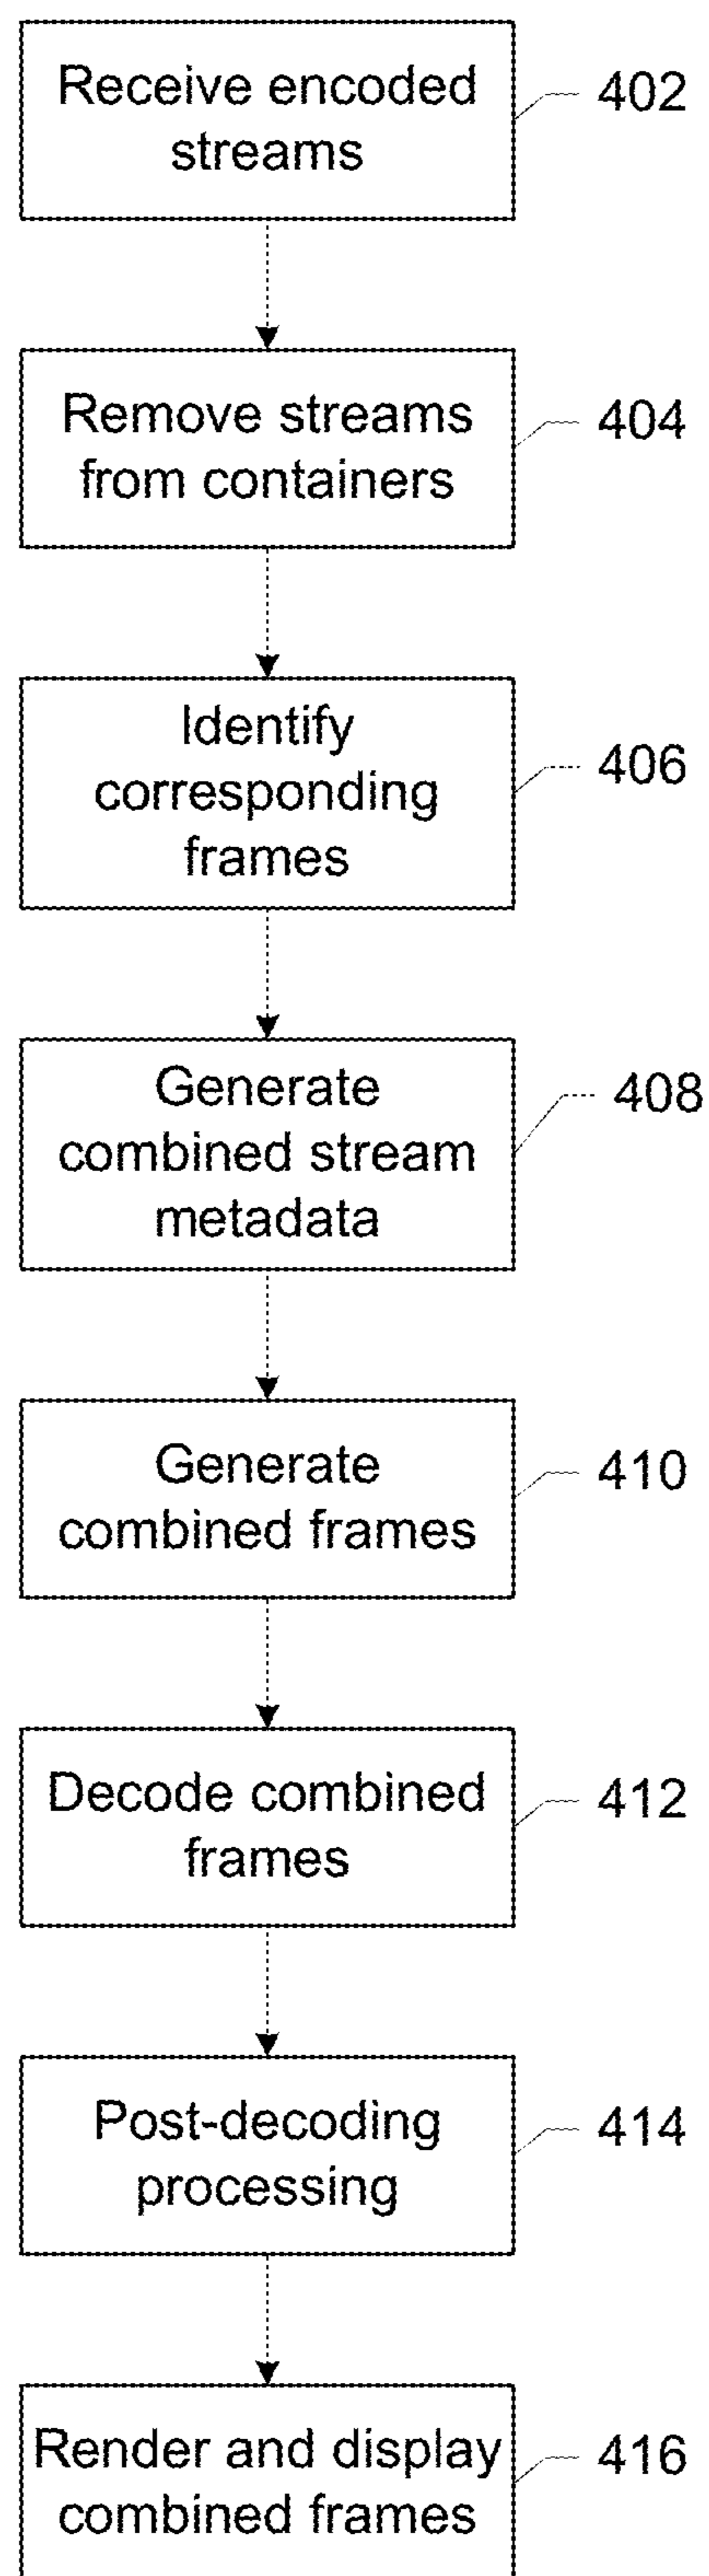 Receive encoded
streams
402
Remove streams
from containers
404
Identify
corresponding
frames
406
Generate
combined stream
metadata
408
Generate
combined frames
410
Decode combined
frames
412
Post-decoding
processing
414
Render and display
combined frames
416